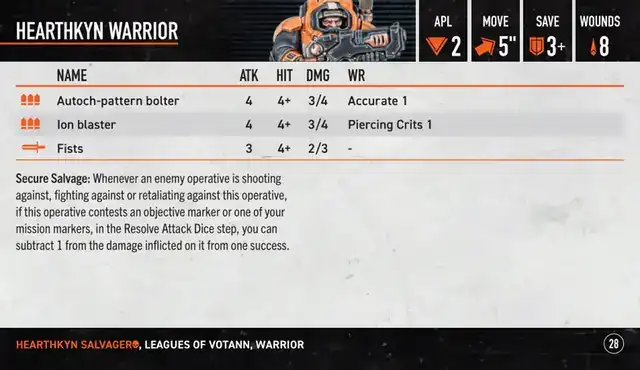 HEARTHKYN WARRIOR
APL MOVE SAVE WOUNDS
2 5" 3+ 8
NAME ATK HIT DMG WR
Autoch-pattern bolter 4 4+ 3/4 Accurate 1
Ion blaster 4 4+ 3/4 Piercing Crits 1
Fists 3 4+ 2/3 -
Secure Salvage: Whenever an enemy operative is shooting
against, fighting against or retaliating against this operative,
if this operative contests an objective marker or one of your
mission markers, in the Resolve Attack Dice step, you can
subtract 1 from the damage inflicted on it from one success.
HEARTHKYN SALVAGER, LEAGUES OF VOTANN, WARRIOR
28